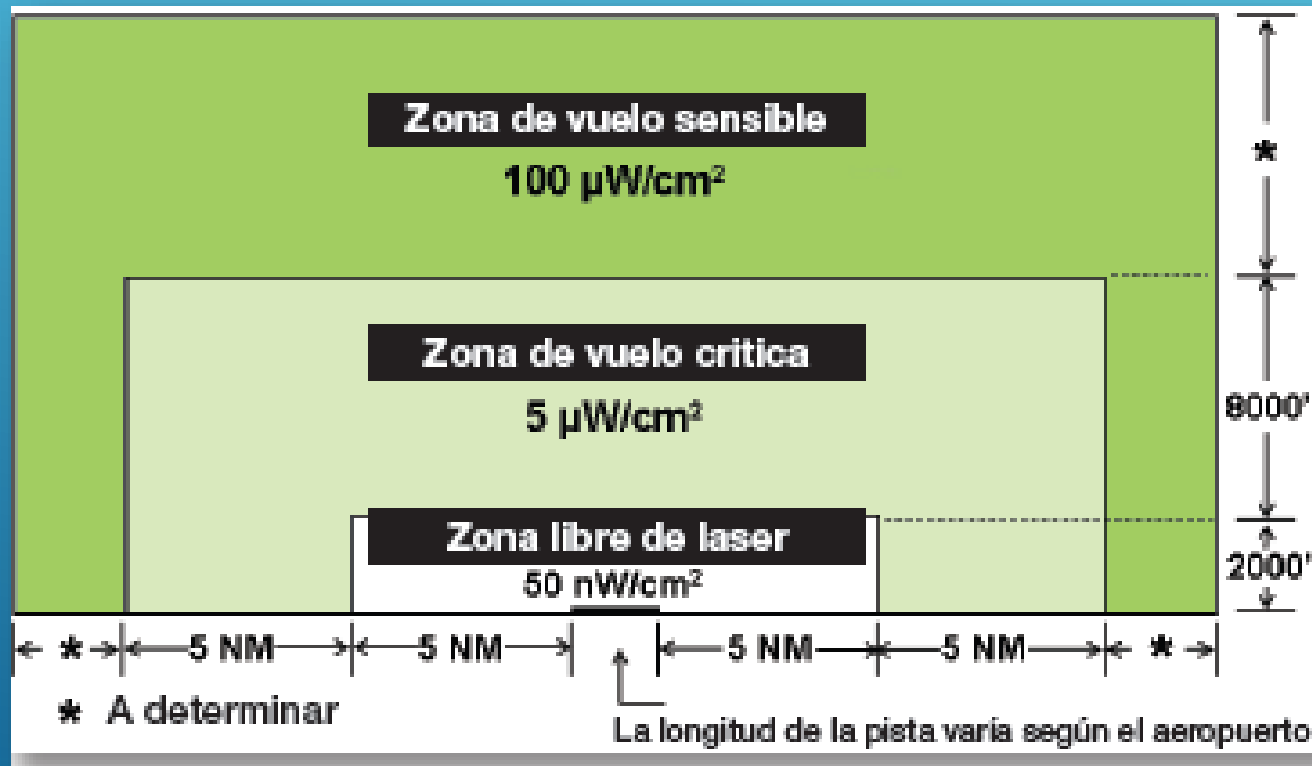 Zona de vuelo sensible
100 µW/cm²
*
Zona de vuelo critica
5 µW/cm²
8000'
Zona libre de laser
50 nW/cm²
2000'
* 5 NM 5 NM 5 NM 5 NM *
* A determinar
La longitud de la pista varía según el aeropuerto